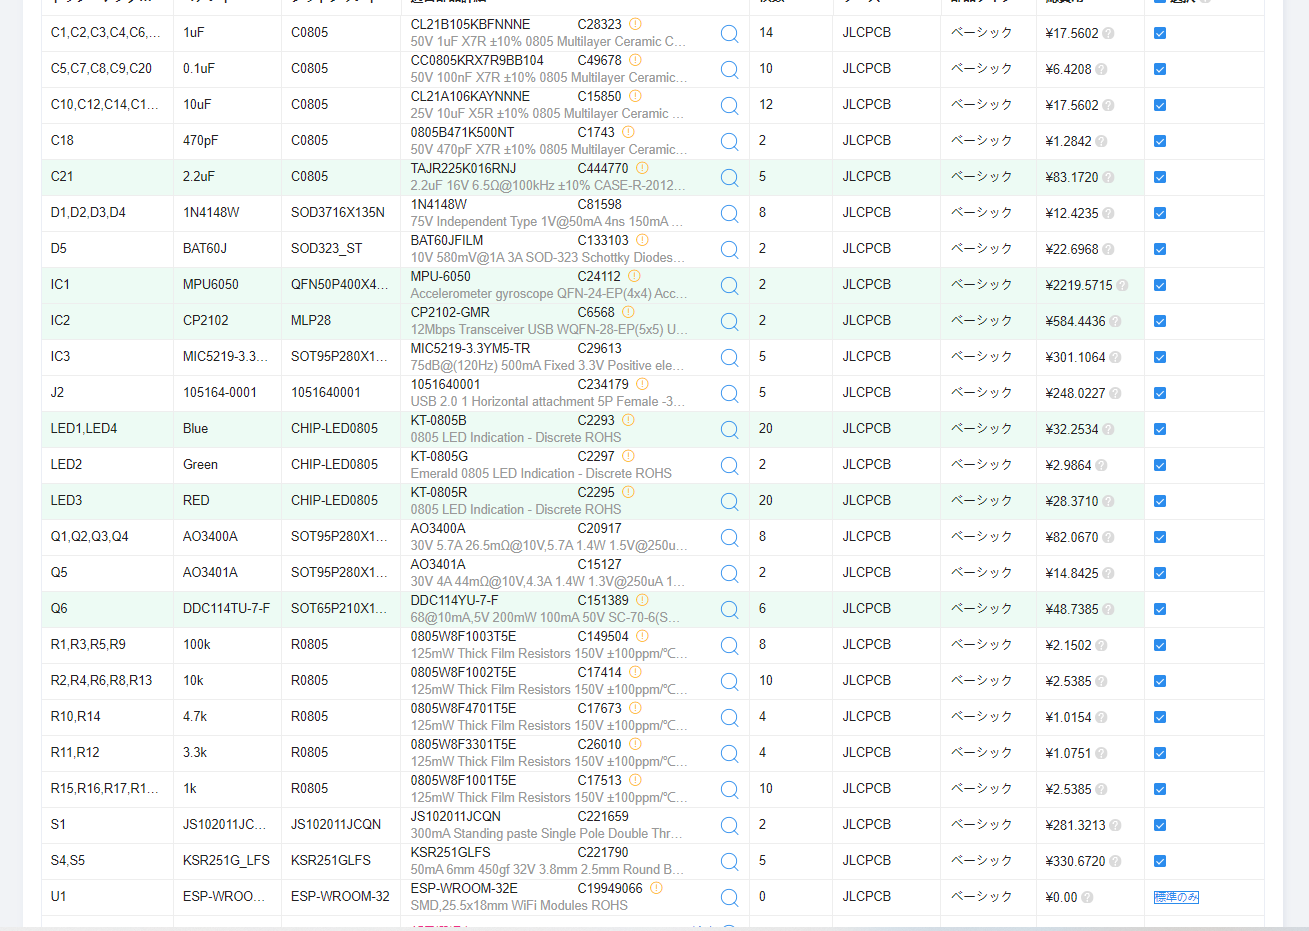 C1,C2,C3,C4,C6,... 1uF C0805 CL21B105KBFNNNE C28323 14 JLCPCB ベーシック ¥17.5602
50V 1uF X7R ±10% 0805 Multilayer Ceramic C...
C5,C7,C8,C9,C20 0.1uF C0805 CC0805KRX7R9BB104 C49678 10 JLCPCB ベーシック ¥6.4208
50V 100nF X7R ±10% 0805 Multilayer Ceramic...
C10,C12,C14,C1... 10uF C0805 CL21A106KAYNNNE C15850 12 JLCPCB ベーシック ¥17.5602
25V 10uF X5R ±10% 0805 Multilayer Ceramic ...
C18 470pF C0805 0805B471K500NT C1743 2 JLCPCB ベーシック ¥1.2842
50V 470pF X7R ±10% 0805 Multilayer Ceramic...
C21 2.2uF C0805 TAJR225K016RNJ C444770 5 JLCPCB ベーシック ¥83.1720
2.2uF 16V 6.5Ω@100kHz ±10% CASE-R-2012...
D1,D2,D3,D4 1N4148W SOD3716X135N 1N4148W C81598 8 JLCPCB ベーシック ¥12.4235
75V Independent Type 1V@50mA 4ns 150mA ...
D5 BAT60J SOD323_ST BAT60JFILM C133103 2 JLCPCB ベーシック ¥22.6968
10V 580mV@1A 3A SOD-323 Schottky Diodes...
IC1 MPU6050 QFN50P400X4... MPU-6050 C24112 2 JLCPCB ベーシック ¥2219.5715
Accelerometer gyroscope QFN-24-EP(4x4) Acc...
IC2 CP2102 MLP28 CP2102-GMR C6568 2 JLCPCB ベーシック ¥584.4436
12Mbps Transceiver USB WQFN-28-EP(5x5) U...
IC3 MIC5219-3.3... SOT95P280X1... MIC5219-3.3YM5-TR C29613 5 JLCPCB ベーシック ¥301.1064
75dB@(120Hz) 500mA Fixed 3.3V Positive ele...
J2 105164-0001 1051640001 1051640001 C234179 5 JLCPCB ベーシック ¥248.0227
USB 2.0 1 Horizontal attachment 5P Female -3...
LED1,LED4 Blue CHIP-LED0805 KT-0805B C2293 20 JLCPCB ベーシック ¥32.2534
0805 LED Indication - Discrete ROHS
LED2 Green CHIP-LED0805 KT-0805G C2297 2 JLCPCB ベーシック ¥2.9864
Emerald 0805 LED Indication - Discrete ROHS
LED3 RED CHIP-LED0805 KT-0805R C2295 20 JLCPCB ベーシック ¥28.3710
0805 LED Indication - Discrete ROHS
Q1,Q2,Q3,Q4 AO3400A SOT95P280X1... AO3400A C20917 8 JLCPCB ベーシック ¥82.0670
30V 5.7A 26.5mΩ@10V,5.7A 1.4W 1.5V@250u...
Q5 AO3401A SOT95P280X1... AO3401A C15127 2 JLCPCB ベーシック ¥14.8425
30V 4A 44mΩ@10V,4.3A 1.4W 1.3V@250uA 1...
Q6 DDC114TU-7-F SOT65P210X1... DDC114YU-7-F C151389 6 JLCPCB ベーシック ¥48.7385
68@10mA,5V 200mW 100mA 50V SC-70-6(S...
R1,R3,R5,R9 100k R0805 0805W8F1003T5E C149504 8 JLCPCB ベーシック ¥2.1502
125mW Thick Film Resistors 150V ±100ppm/℃...
R2,R4,R6,R8,R13 10k R0805 0805W8F1002T5E C17414 10 JLCPCB ベーシック ¥2.5385
125mW Thick Film Resistors 150V ±100ppm/℃...
R10,R14 4.7k R0805 0805W8F4701T5E C17673 4 JLCPCB ベーシック ¥1.0154
125mW Thick Film Resistors 150V ±100ppm/℃...
R11,R12 3.3k R0805 0805W8F3301T5E C26010 4 JLCPCB ベーシック ¥1.0751
125mW Thick Film Resistors 150V ±100ppm/℃...
R15,R16,R17,R1... 1k R0805 0805W8F1001T5E C17513 10 JLCPCB ベーシック ¥2.5385
125mW Thick Film Resistors 150V ±100ppm/℃...
S1 JS102011JC... JS102011JCQN JS102011JCQN C221659 2 JLCPCB ベーシック ¥281.3213
300mA Standing paste Single Pole Double Thr...
S4,S5 KSR251G_LFS KSR251GLFS KSR251GLFS C221790 5 JLCPCB ベーシック ¥330.6720
50mA 6mm 450gf 32V 3.8mm 2.5mm Round B...
U1 ESP-WROO... ESP-WROOM-32 ESP-WROOM-32E C19949066 0 JLCPCB ベーシック ¥0.00 標準のみ
SMD,25.5x18mm WiFi Modules ROHS